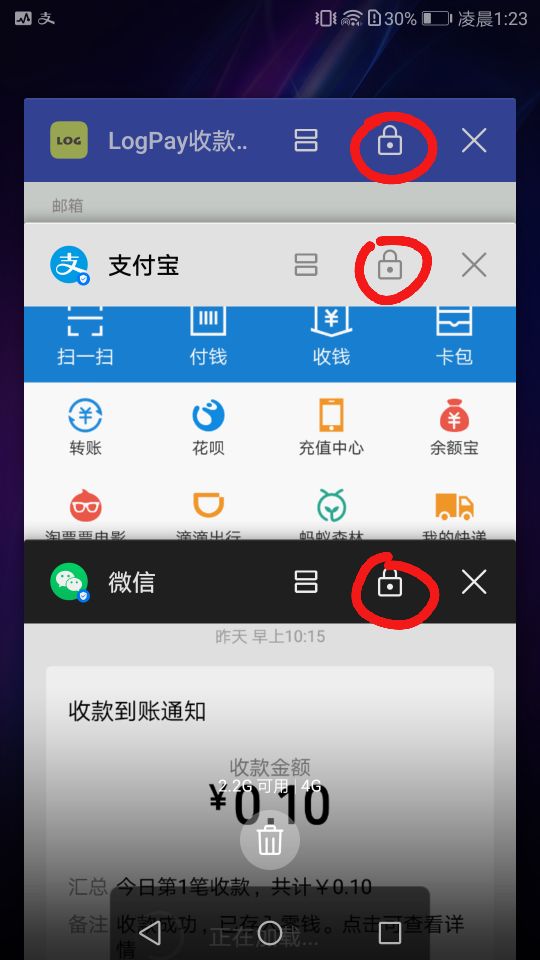 30% 凌晨1:23
LOG LogPay收款..
邮箱
支付宝
扫一扫 付钱 收钱 卡包
转账 花呗 充值中心 余额宝
淘票票电影 滴滴出行 蚂蚁森林 我的快递
微信
昨天 早上10:15
收款到账通知
收款金额
2.2G 可用 | 4G
¥0.10
汇总 今日第1笔收款，共计￥0.10
备注 收款成功，已存入零钱。点击可查看详
情
正在加载...